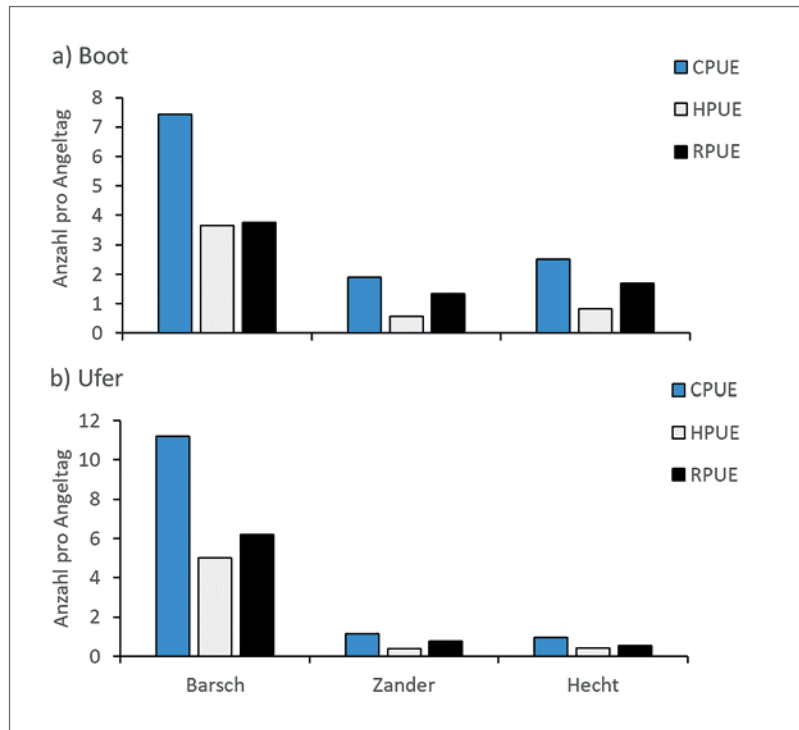 a) Boot
CPUE
HPUE
RPUE
Anzahl pro Angeltag
8
7
6
5
4
3
2
1
0
b) Ufer
CPUE
HPUE
RPUE
Anzahl pro Angeltag
12
10
8
6
4
2
0
Barsch Zander Hecht